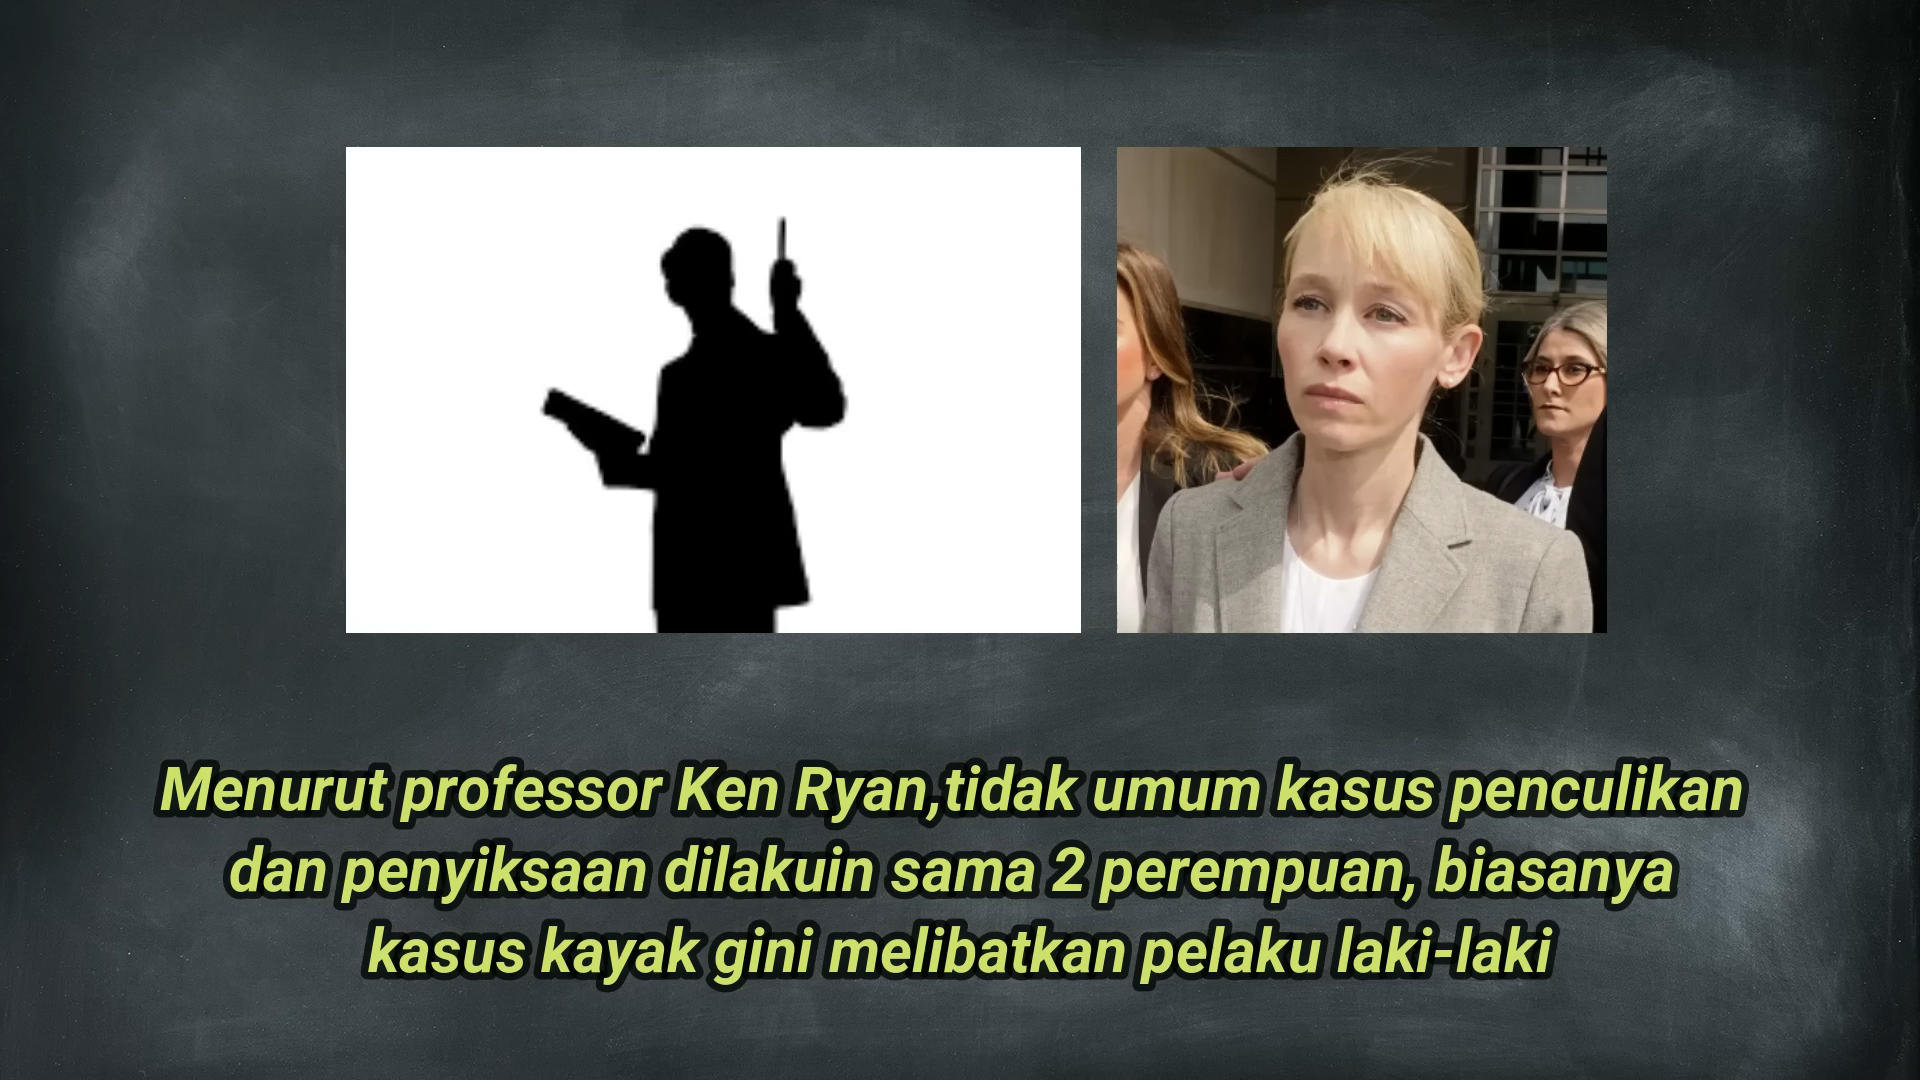 Menurut professor Ken Ryan,tidak umum kasus penculikan
dan penyiksaan dilakuin sama 2 perempuan, biasanya
kasus kayak gini melibatkan pelaku laki-laki